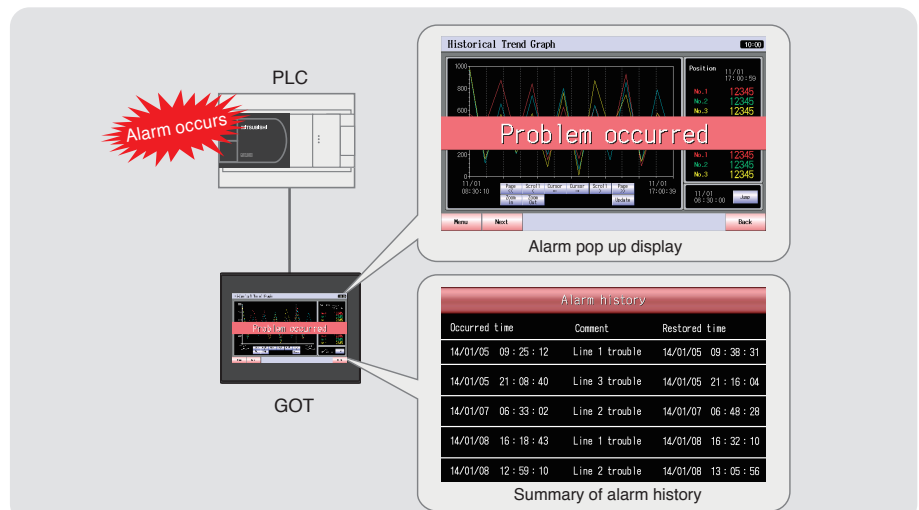 PLC
Alarm occurs
GOT
Historical Trend Graph
10:00
1000
800
600
200
0
11/01
08:30:10
11/01
17:00:39
Problem occurred
Position
11/01
17:00:59
No.1 12345
No.2 12345
No.3 12345
No.1 12345
No.2 12345
No.3 12345
Page
Scroll
Cursor
Cursor
Scroll
Page
Zoom In
Zoom Out
Update
11/01
08:30:00
Jump
Menu
Next
Back
Alarm pop up display
Problem occurred
Alarm history
Occurred time Comment Restored time
14/01/05 09:25:12 Line 1 trouble 14/01/05 09:38:31
14/01/05 21:08:40 Line 3 trouble 14/01/05 21:16:04
14/01/07 06:33:02 Line 2 trouble 14/01/07 06:48:28
14/01/08 16:18:43 Line 1 trouble 14/01/08 16:32:10
14/01/08 12:59:10 Line 2 trouble 14/01/08 13:05:56
Summary of alarm history